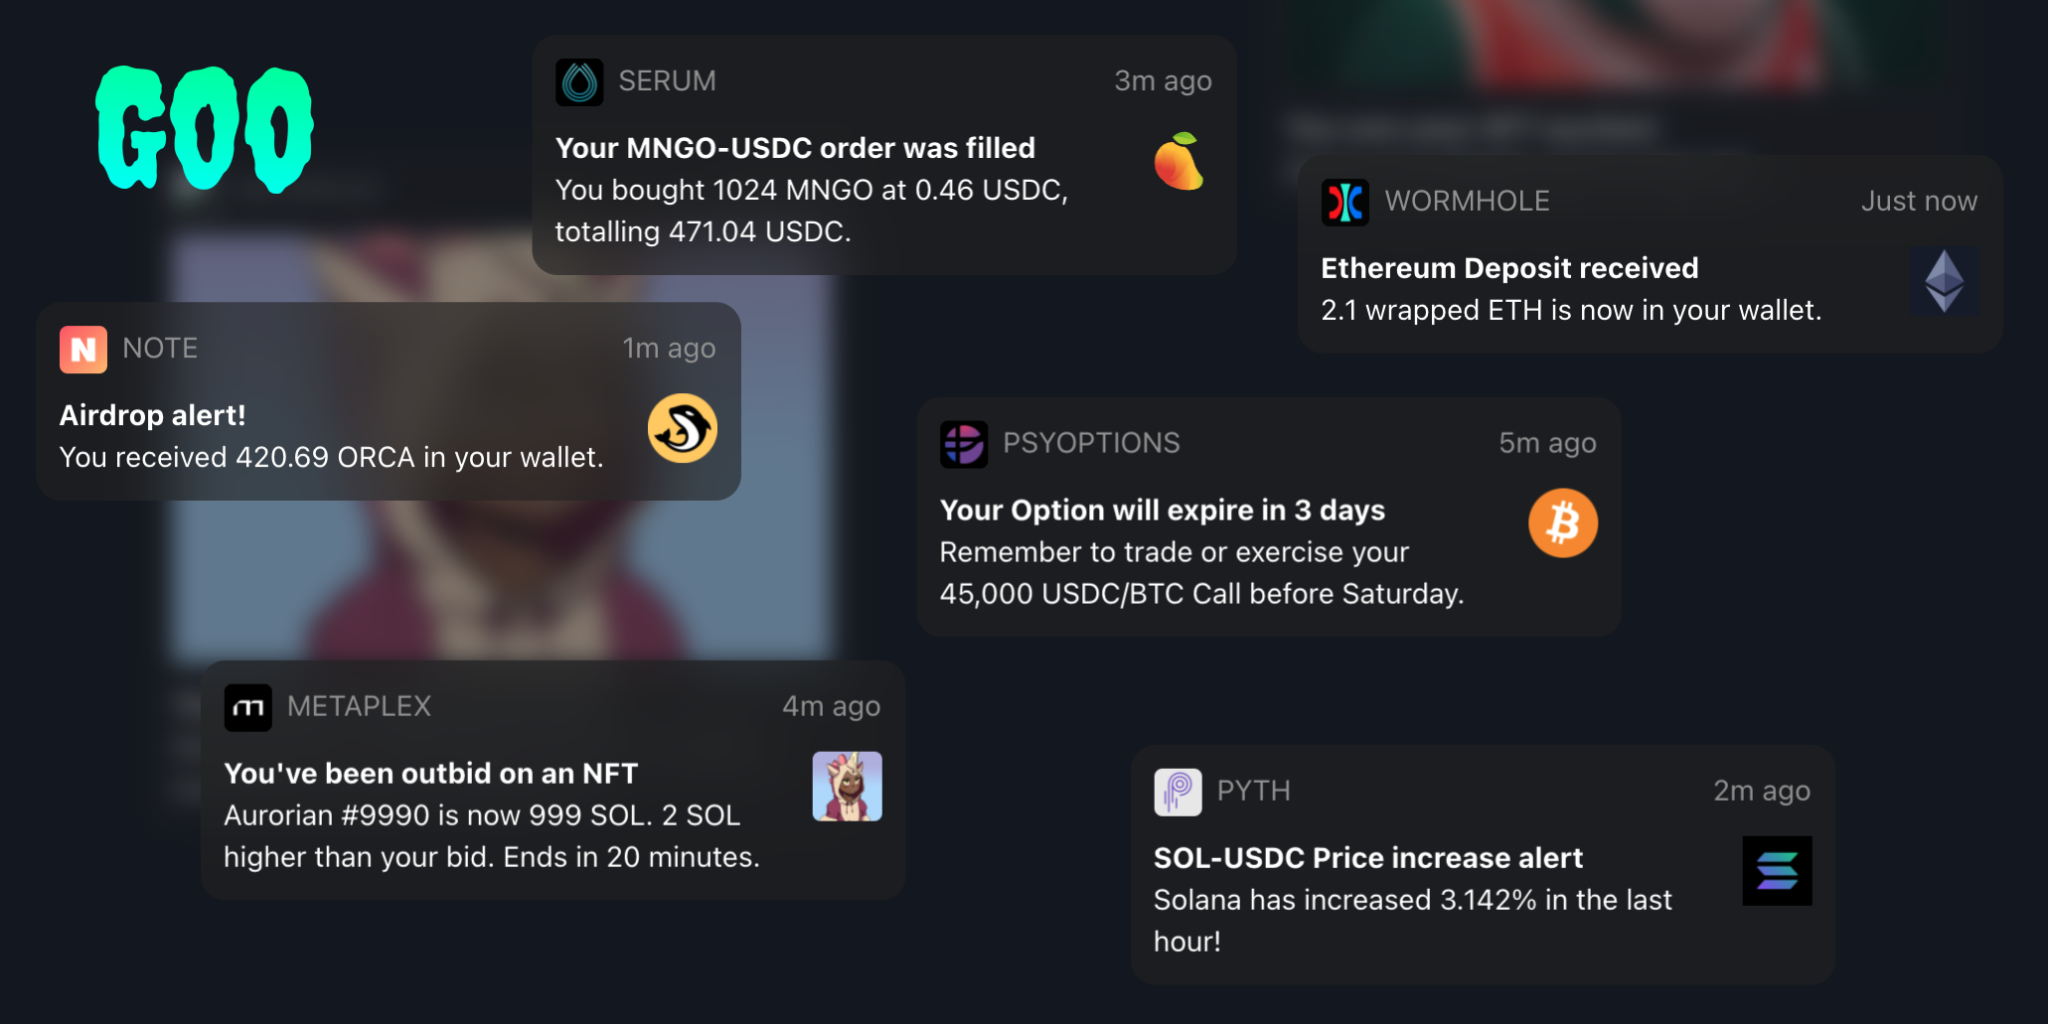 GOO
SERUM
3m ago
Your MNGO-USDC order was filled
You bought 1024 MNGO at 0.46 USDC,
totalling 471.04 USDC.
WORMHOLE
Just now
Ethereum Deposit received
2.1 wrapped ETH is now in your wallet.
N NOTE
1m ago
Airdrop alert!
You received 420.69 ORCA in your wallet.
PSYOPTIONS
5m ago
Your Option will expire in 3 days
Remember to trade or exercise your
45,000 USDC/BTC Call before Saturday.
METAPLEX
4m ago
You've been outbid on an NFT
Aurorian #9990 is now 999 SOL. 2 SOL
higher than your bid. Ends in 20 minutes.
PYTH
2m ago
SOL-USDC Price increase alert
Solana has increased 3.142% in the last
hour!